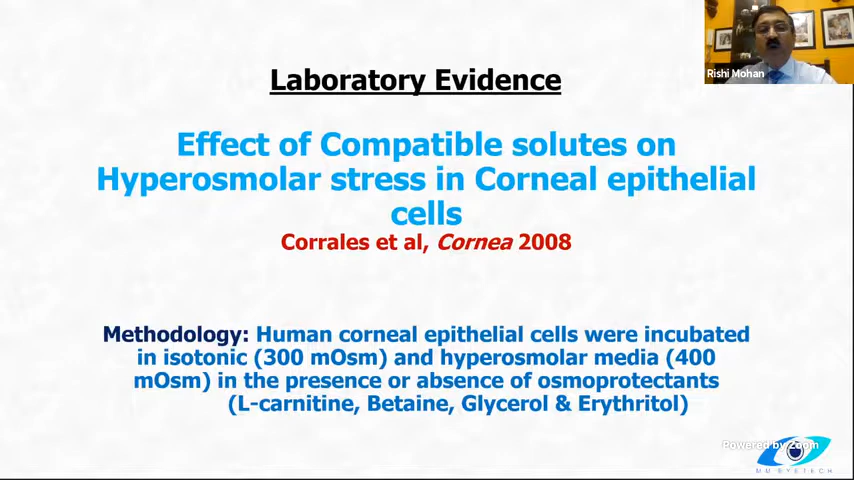 Rishi Mohan
Laboratory Evidence
Effect of Compatible solutes on
Hyperosmolar stress in Corneal epithelial
cells
Corrales et al, Cornea 2008
Methodology: Human corneal epithelial cells were incubated
in isotonic (300 mOsm) and hyperosmolar media (400
mOsm) in the presence or absence of osmoprotectants
(L-carnitine, Betaine, Glycerol & Erythritol)
Powered by Zoom
MM EYETECH